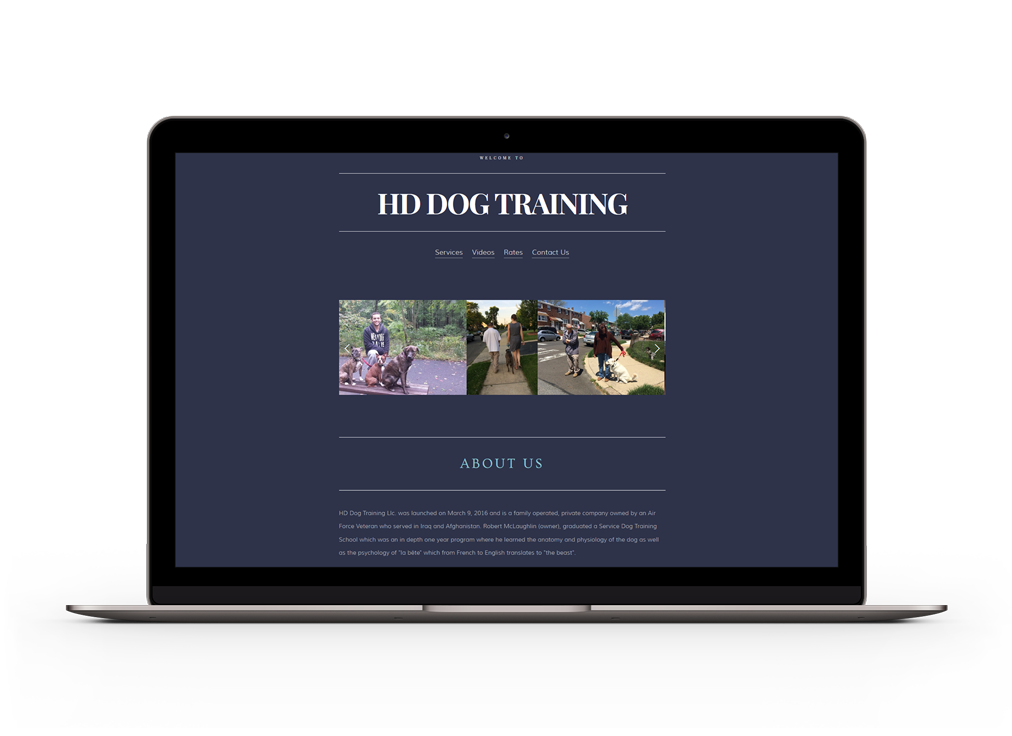 WELCOME TO
HD DOG TRAINING
Services Videos Rates Contact Us
ABOUT US
HD Dog Training Llc. was launched on March 9, 2016 and is a family operated, private company owned by an Air
Force Veteran who served in Iraq and Afghanistan. Robert McLaughlin (owner), graduated a Service Dog Training
School which was an in depth one year program where he learned the anatomy and physiology of the dog as well
as the psychology of "la bête" which from French to English translates to "the beast".